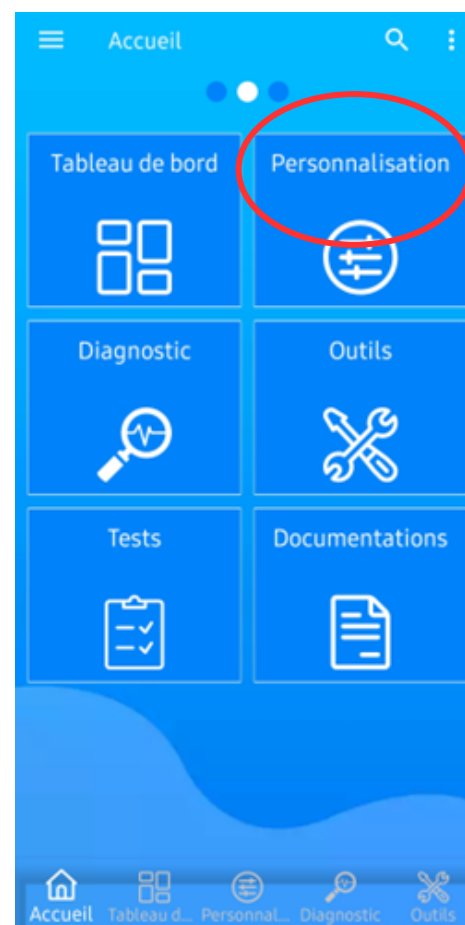 Accueil
Tableau de bord
Personnalisation
Diagnostic
Outils
Tests
Documentations
Accueil
Tableau d...
Personnal...
Diagnostic
Outils